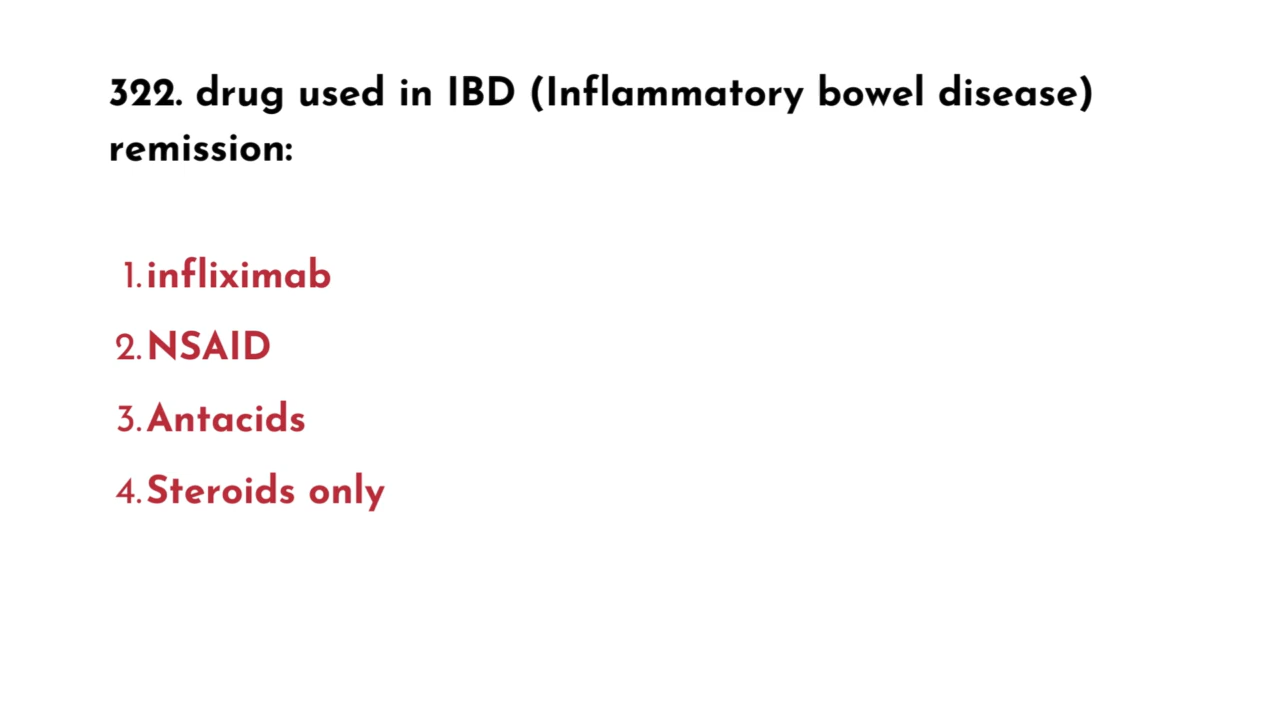 322. drug used in IBD (Inflammatory bowel disease)
remission:
1. infliximab
2. NSAID
3. Antacids
4. Steroids only